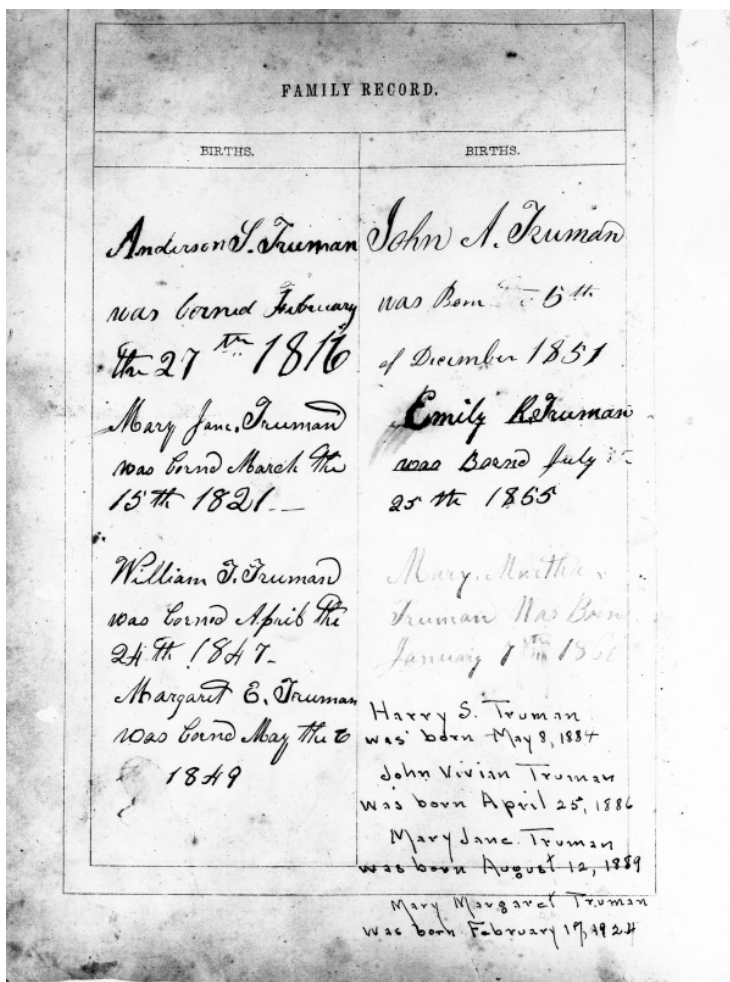 FAMILY RECORD.
BIRTHS.
Anderson S. Truman
was borned February
the 27th 1816
Mary Jane. Truman
was bornd March the
15th 1821
William T. Truman
was borned April the
24th 1847
Margaret E. Truman
was bornd May the
1849
BIRTHS.
John A. Truman
was Born 5th
of December 1851
Emily R. Truman
was Bornd July
25th 1855
Mary. Martha
Truman Was Born
January
Harry S. Truman
was born May 8, 1884
John Vivian Truman
was born April 25, 1886
Mary Jane Truman
was born August 12, 1889
Mary Margaret Truman
was born February 17, 1924